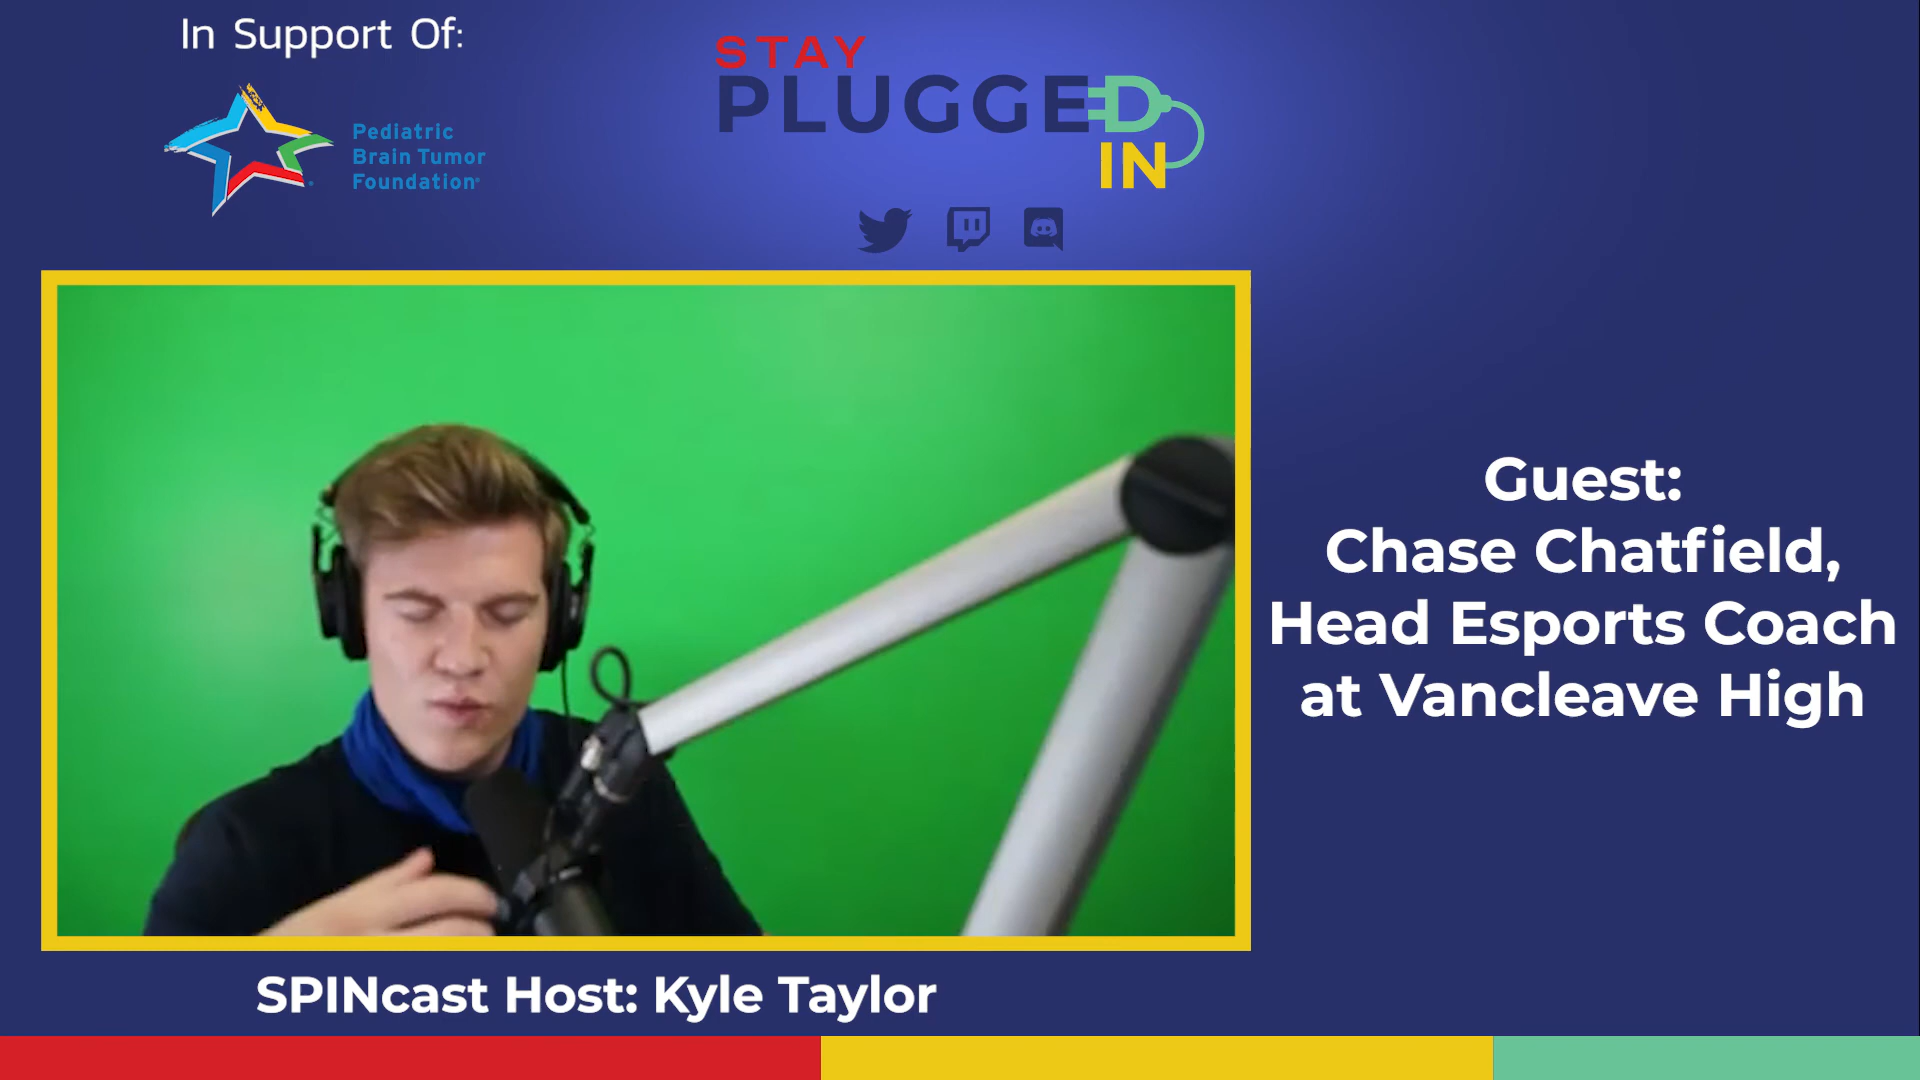 In Support Of:
Pediatric
Brain Tumor
Foundation
STAY
PLUGGED
IN
Guest:
Chase Chatfield,
Head Esports Coach
at Vancleave High
SPINcast Host: Kyle Taylor